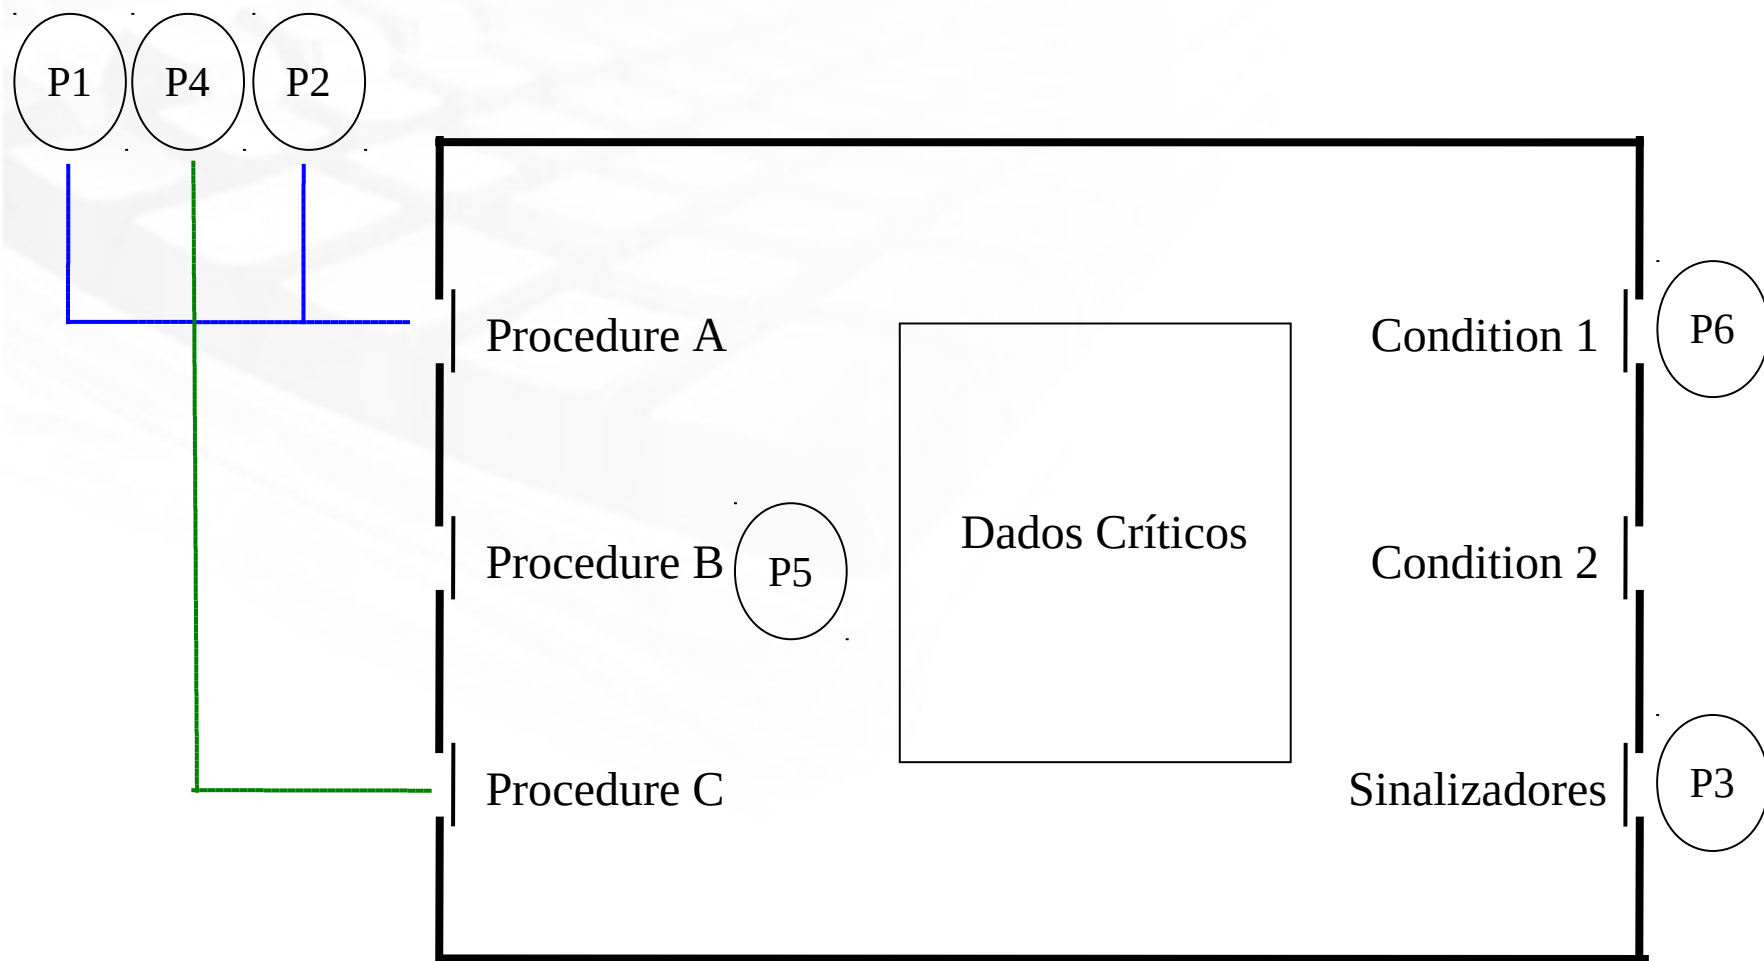 P1 P4 P2
Procedure A
Condition 1
P6
Dados Críticos
Procedure B
P5
Condition 2
Procedure C
Sinalizadores
P3